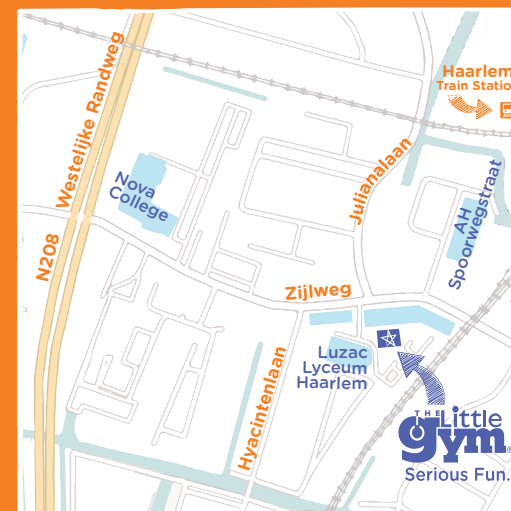 Haarlem
Train Statio
N208 Westelijke Randweg
Julianalaan
Nova
College
AH
Spoorwegstraat
Zijlweg
Luzac
Lyceum
Haarlem
Hyacintenlaan
THE Little
gym®
Serious Fun.